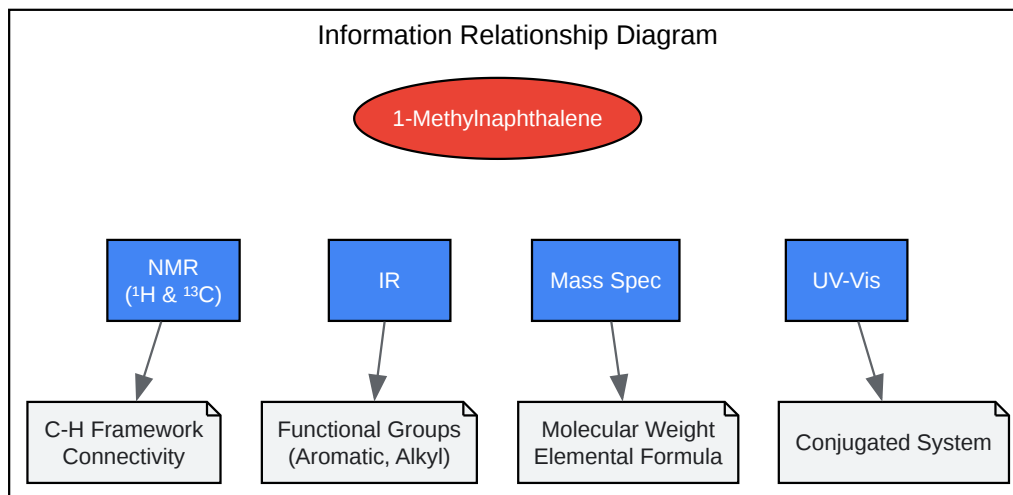 Information Relationship Diagram
1-Methylnaphthalene
NMR
(¹H & ¹³C)
IR
Mass Spec
UV-Vis
C-H Framework
Connectivity
Functional Groups
(Aromatic, Alkyl)
Molecular Weight
Elemental Formula
Conjugated System